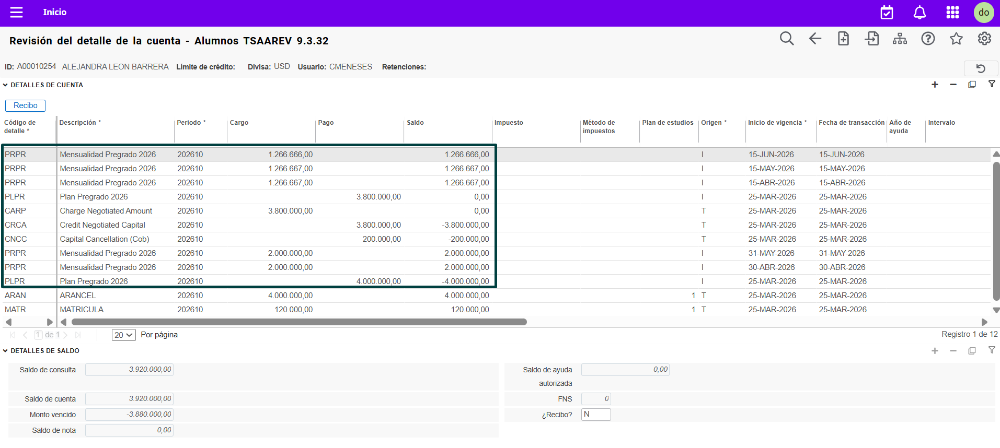 Inicio
do
Revisión del detalle de la cuenta - Alumnos TSAAREV 9.3.32
ID: A00010254 ALEJANDRA LEON BARRERA Límite de crédito: Divisa: USD Usuario: CMENESES Retenciones:
DETALLES DE CUENTA
Recibo
Código de detalle * Descripción * Periodo * Cargo Pago Saldo Impuesto Método de impuestos Plan de estudios Origen * Inicio de vigencia * Fecha de transacción Año de ayuda Intervalo
PRPR Mensualidad Pregrado 2026 202610 1.266.666,00 1.266.666,00 I 15-JUN-2026 15-JUN-2026
PRPR Mensualidad Pregrado 2026 202610 1.266.667,00 1.266.667,00 I 15-MAY-2026 15-MAY-2026
PRPR Mensualidad Pregrado 2026 202610 1.266.667,00 1.266.667,00 I 15-ABR-2026 15-ABR-2026
PLPR Plan Pregrado 2026 202610 3.800.000,00 0,00 I 25-MAR-2026 25-MAR-2026
CARP Charge Negotiated Amount 202610 3.800.000,00 0,00 T 25-MAR-2026 25-MAR-2026
CRCA Credit Negotiated Capital 202610 3.800.000,00 -3.800.000,00 T 25-MAR-2026 25-MAR-2026
CNCC Capital Cancellation (Cob) 202610 200.000,00 -200.000,00 T 25-MAR-2026 25-MAR-2026
PRPR Mensualidad Pregrado 2026 202610 2.000.000,00 2.000.000,00 I 31-MAY-2026 31-MAY-2026
PRPR Mensualidad Pregrado 2026 202610 2.000.000,00 2.000.000,00 I 30-ABR-2026 30-ABR-2026
PLPR Plan Pregrado 2026 202610 4.000.000,00 -4.000.000,00 I 25-MAR-2026 25-MAR-2026
ARAN ARANCEL 202610 4.000.000,00 4.000.000,00 1 T 25-MAR-2026 25-MAR-2026
MATR MATRICULA 202610 120.000,00 120.000,00 1 T 25-MAR-2026 25-MAR-2026
1 de 1 20 Por página Registro 1 de 12
DETALLES DE SALDO
Saldo de consulta 3.920.000,00 Saldo de ayuda autorizada 0,00
Saldo de cuenta 3.920.000,00 FNS 0
Monto vencido -3.880.000,00 ¿Recibo? N
Saldo de nota 0,00